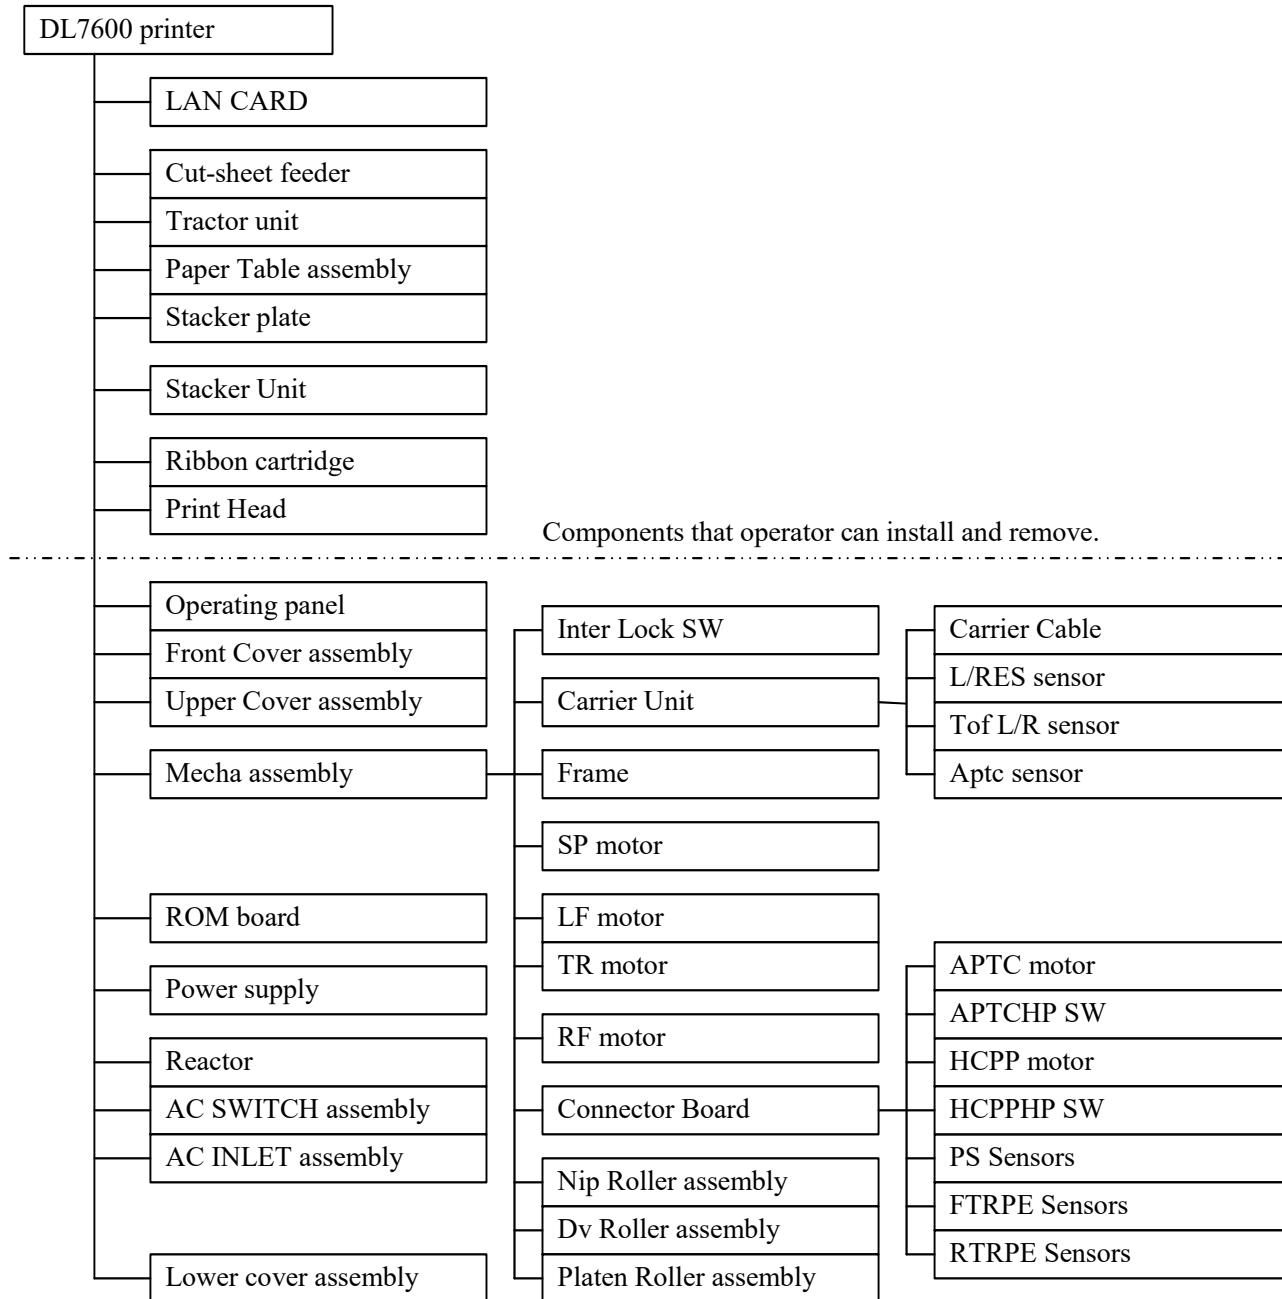 DL7600 printer
LAN CARD
Cut-sheet feeder
Tractor unit
Paper Table assembly
Stacker plate
Stacker Unit
Ribbon cartridge
Print Head
Components that operator can install and remove.
Operating panel
Front Cover assembly
Upper Cover assembly
Mecha assembly
ROM board
Power supply
Reactor
AC SWITCH assembly
AC INLET assembly
Lower cover assembly
Inter Lock SW
Carrier Unit
Frame
SP motor
LF motor
TR motor
RF motor
Connector Board
Nip Roller assembly
Dv Roller assembly
Platen Roller assembly
Carrier Cable
L/RES sensor
Tof L/R sensor
Aptc sensor
APTC motor
APTCHP SW
HCPP motor
HCPPHP SW
PS Sensors
FTRPE Sensors
RTRPE Sensors